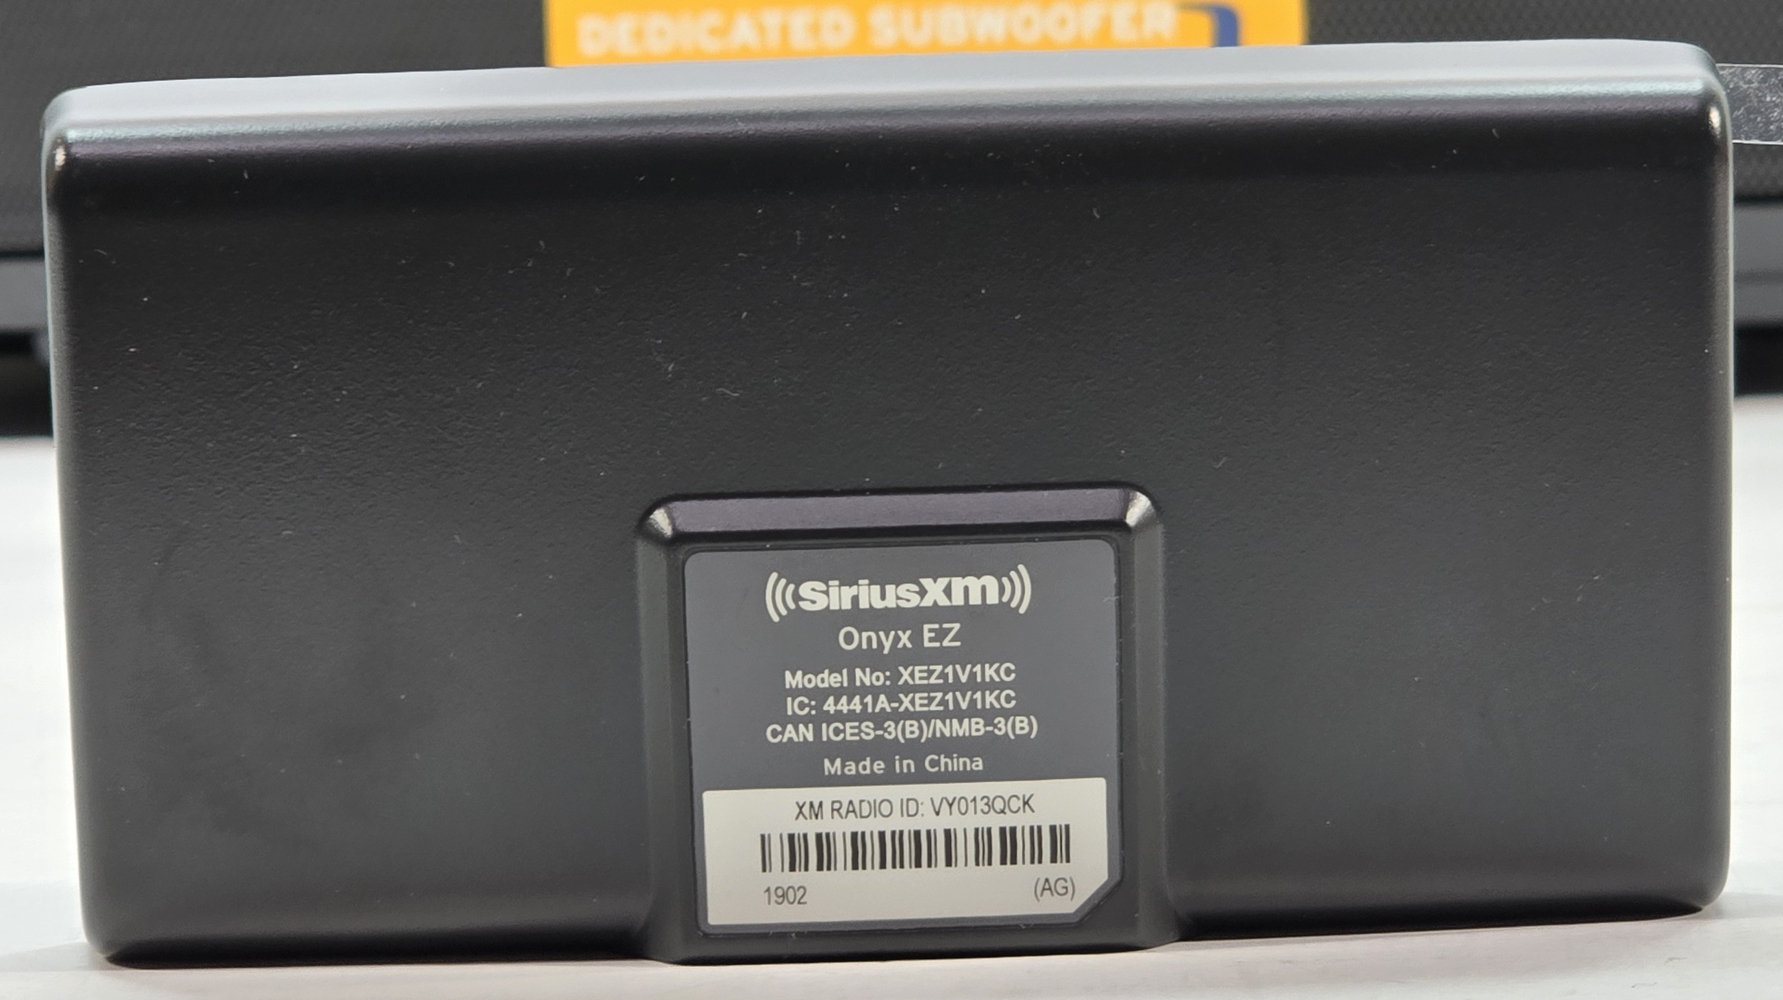 DEDICATED SUBWOOFER
SiriusXM
Onyx EZ
Model No: XEZ1V1KC
IC: 4441A-XEZ1V1KC
CAN ICES-3(B)/NMB-3(B)
Made in China
XM RADIO ID: VY013QCK
1902 (AG)